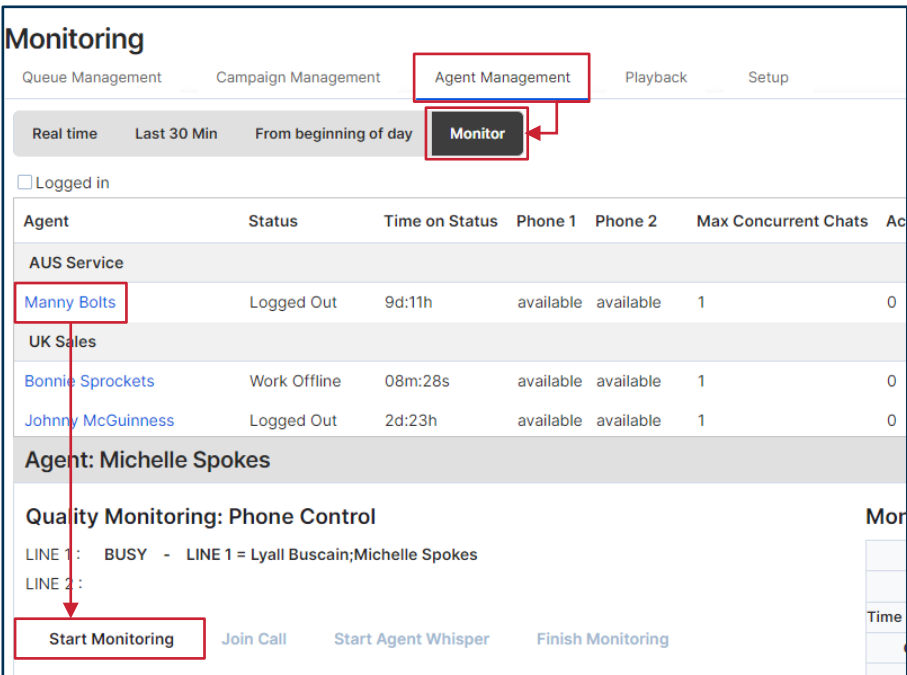 Monitoring
Queue Management Campaign Management Agent Management Playback Setup
Real time Last 30 Min From beginning of day Monitor
Logged in
Agent Status Time on Status Phone 1 Phone 2 Max Concurrent Chats Ac
AUS Service
Manny Bolts Logged Out 9d:11h available available 1 0
UK Sales
Bonnie Sprockets Work Offline 08m:28s available available 1 0
Johnny McGuinness Logged Out 2d:23h available available 1 0
Agent: Michelle Spokes
Quality Monitoring: Phone Control Mor
LINE 1 : BUSY - LINE 1 = Lyall Buscain;Michelle Spokes
LINE 2 :
Time
Start Monitoring Join Call Start Agent Whisper Finish Monitoring